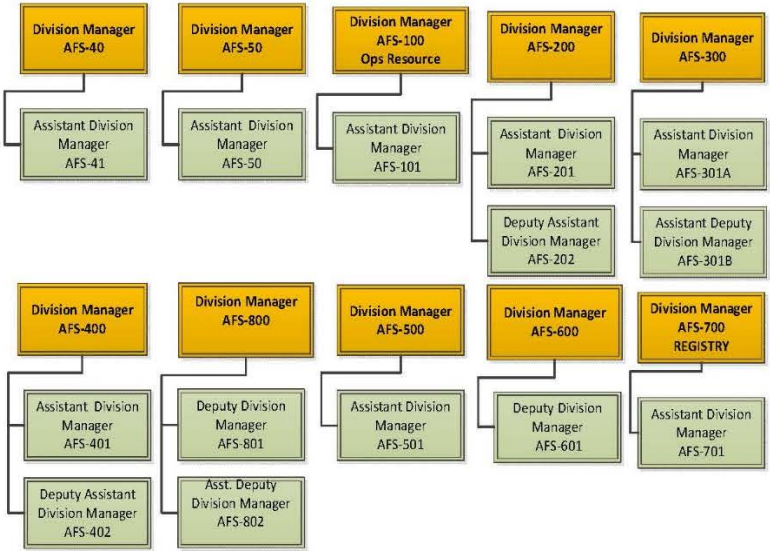 Division Manager
AFS-40
Assistant Division
Manager
AFS-41
Division Manager
AFS-50
Assistant Division
Manager
AFS-50
Division Manager
AFS-100
Ops Resource
Assistant Division
Manager
AFS-101
Division Manager
AFS-200
Assistant Division
Manager
AFS-201
Deputy Assistant
Division Manager
AFS-202
Division Manager
AFS-300
Assistant Division
Manager
AFS-301A
Assistant Deputy
Division Manager
AFS-301B
Division Manager
AFS-400
Assistant Division
Manager
AFS-401
Deputy Assistant
Division Manager
AFS-402
Division Manager
AFS-800
Deputy Division
Manager
AFS-801
Asst. Deputy
Division Manager
AFS-802
Division Manager
AFS-500
Assistant Division
Manager
AFS-501
Division Manager
AFS-600
Deputy Division
Manager
AFS-601
Division Manager
AFS-700
REGISTRY
Assistant Division
Manager
AFS-701